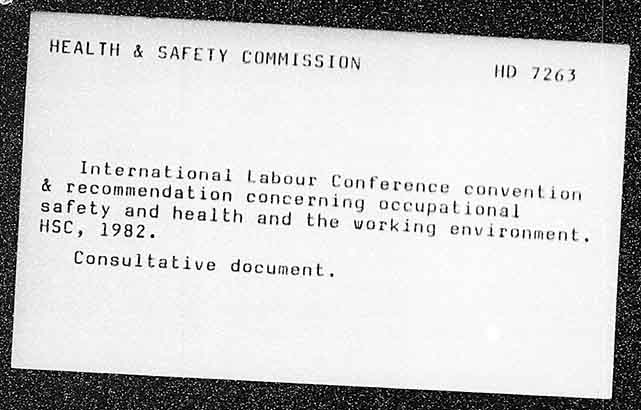 HEALTH & SAFETY COMMISSION
HD 7263
International Labour Conference convention
& recommendation concerning occupational
safety and health and the working environment.
HSC, 1982.
Consultative document.